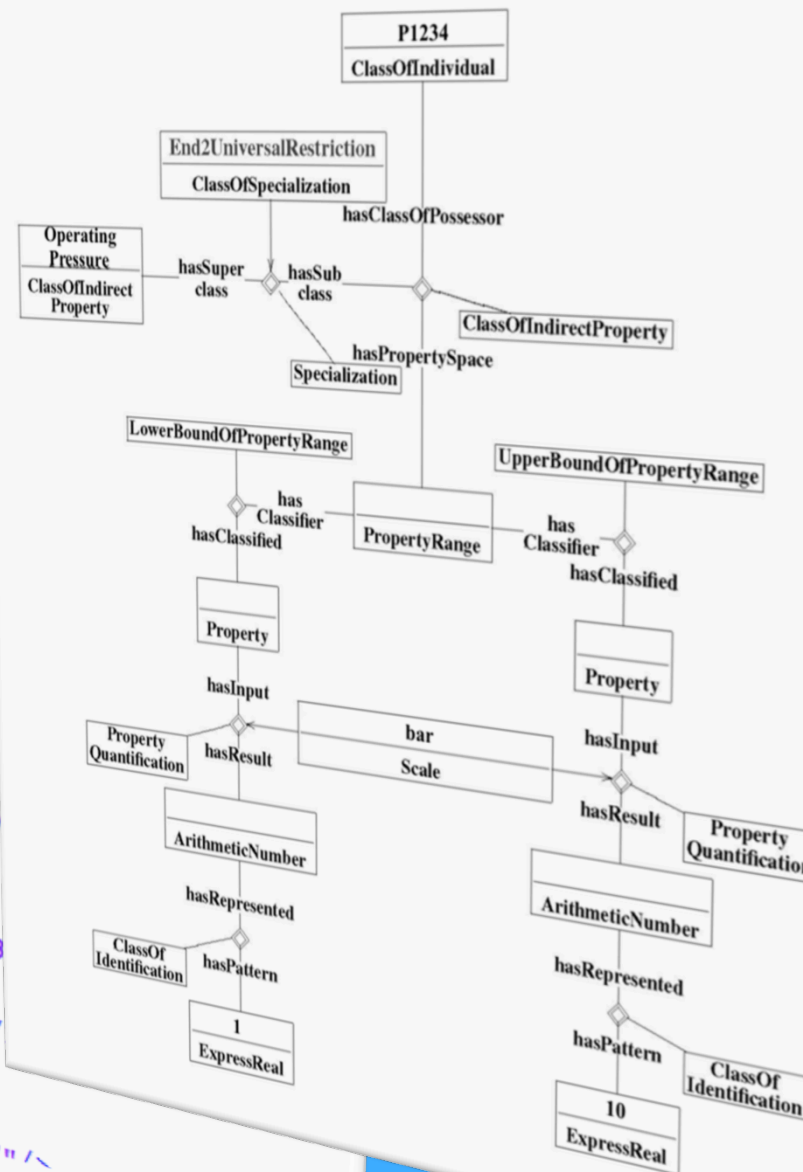 P1234
ClassOfIndividual
End2UniversalRestriction
ClassOfSpecialization
hasClassOfPossessor
Operating
Pressure
ClassOfIndirect
Property
hasSuper
class
hasSub
class
ClassOfIndirectProperty
hasPropertySpace
Specialization
LowerBoundOfPropertyRange
UpperBoundOfPropertyRange
has
Classifier
hasClassified
PropertyRange
has
Classifier
hasClassified
Property
Property
hasInput
hasInput
Property
Quantification
hasResult
bar
Scale
hasResult
Property
Quantificatio
ArithmeticNumber
ArithmeticNumber
hasRepresented
hasRepresented
ClassOf
Identification
hasPattern
hasPattern
ClassOf
Identification
1
ExpressReal
10
ExpressReal
"/>